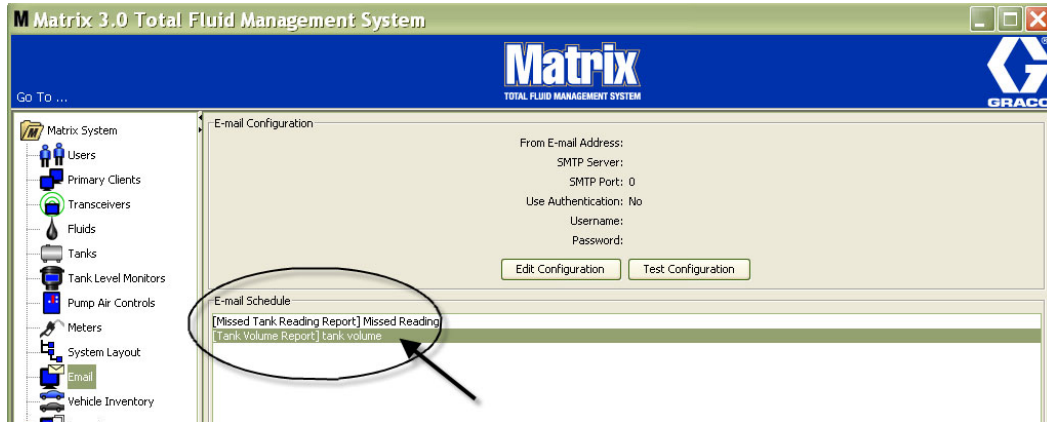 M Matrix 3.0 Total Fluid Management System
Matrix
TOTAL FLUID MANAGEMENT SYSTEM
GRACO
Go To ...
Matrix System
Users
Primary Clients
Transceivers
Fluids
Tanks
Tank Level Monitors
Pump Air Controls
Meters
System Layout
Email
Vehicle Inventory
E-mail Configuration
From E-mail Address:
SMTP Server:
SMTP Port: 0
Use Authentication: No
Username:
Password:
Edit Configuration Test Configuration
E-mail Schedule
[Missed Tank Reading Report] Missed Reading
[Tank Volume Report] tank volume